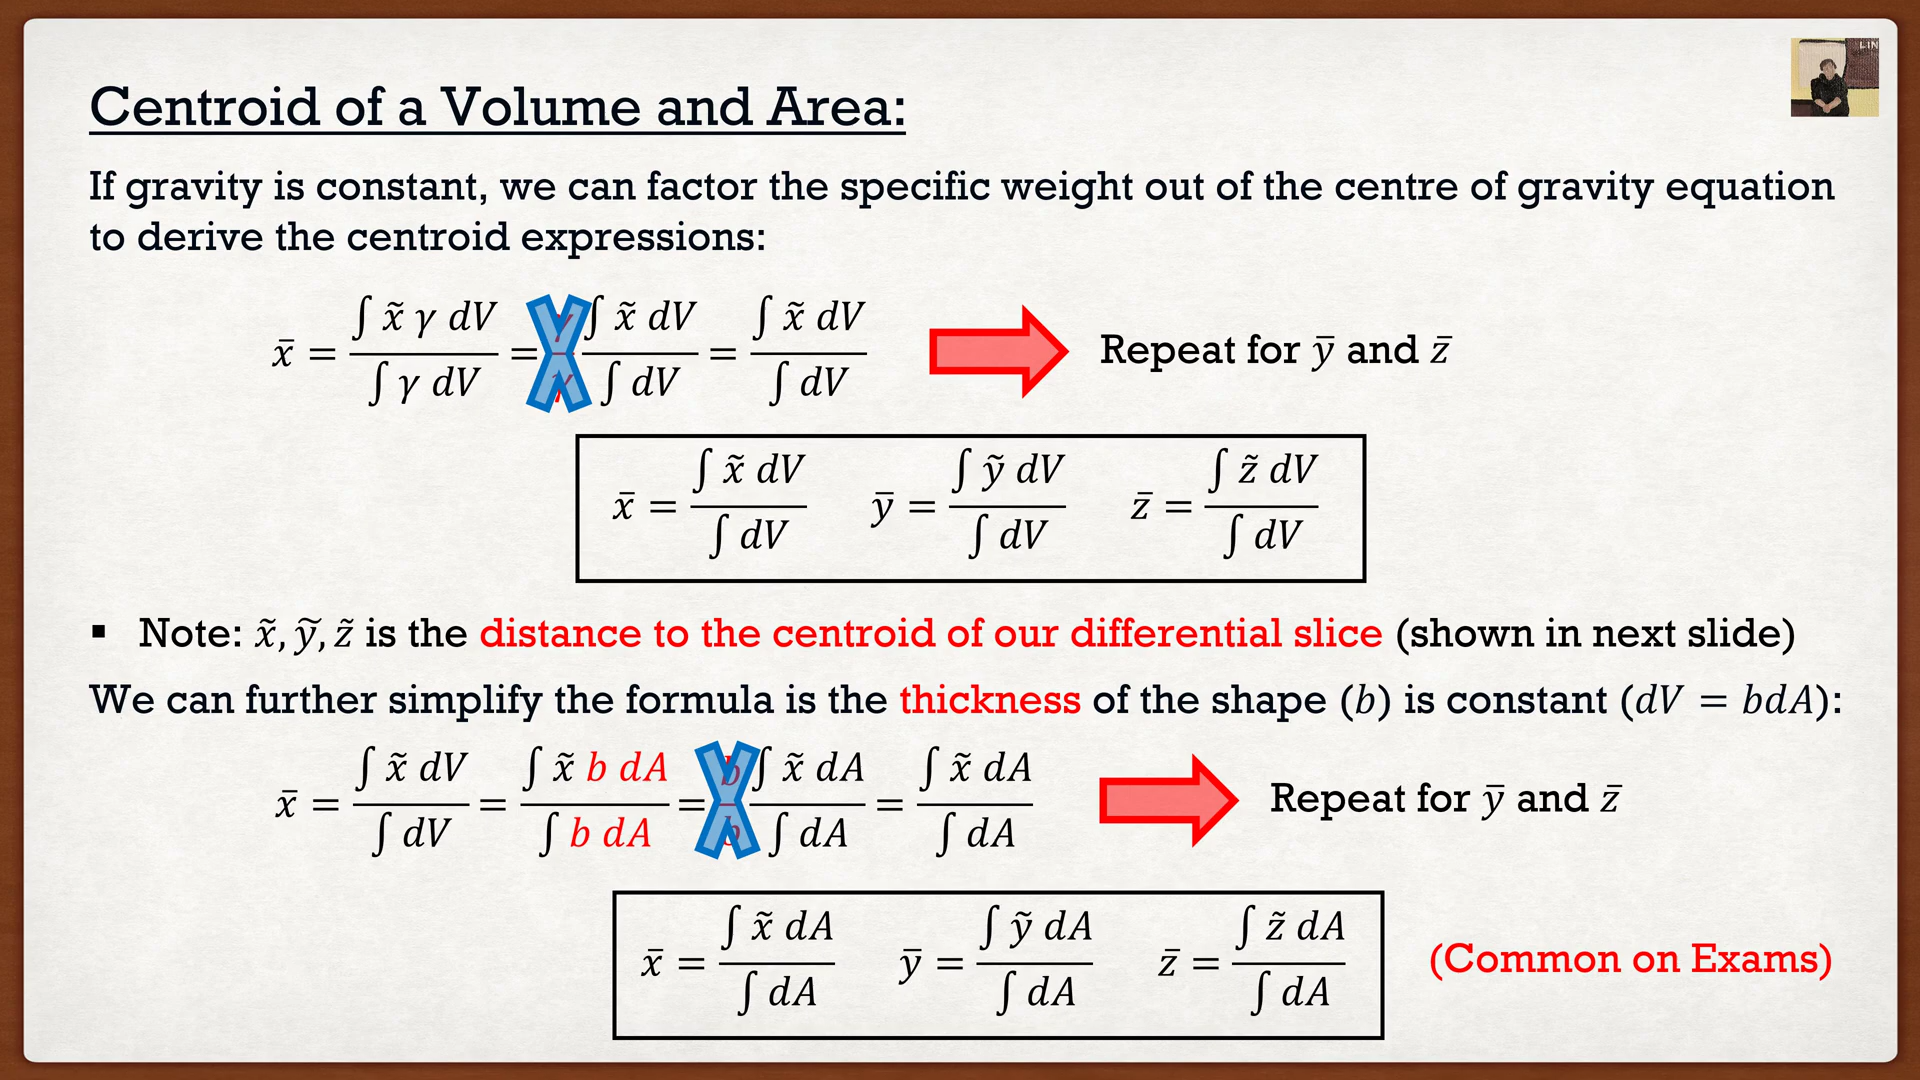 LIN
Centroid of a Volume and Area:
If gravity is constant, we can factor the specific weight out of the centre of gravity equation
to derive the centroid expressions:
x̄ = ∫ x̃ γ dV / ∫ γ dV = γ/γ ∫ x̃ dV / ∫ dV = ∫ x̃ dV / ∫ dV
Repeat for ȳ and z̄
x̄ = ∫ x̃ dV / ∫ dV ȳ = ∫ ỹ dV / ∫ dV z̄ = ∫ z̃ dV / ∫ dV
▪ Note: x̃, ỹ, z̃ is the distance to the centroid of our differential slice (shown in next slide)
We can further simplify the formula is the thickness of the shape (b) is constant (dV = bdA):
x̄ = ∫ x̃ dV / ∫ dV = ∫ x̃ b dA / ∫ b dA = b/b ∫ x̃ dA / ∫ dA = ∫ x̃ dA / ∫ dA
Repeat for ȳ and z̄
x̄ = ∫ x̃ dA / ∫ dA ȳ = ∫ ỹ dA / ∫ dA z̄ = ∫ z̃ dA / ∫ dA
(Common on Exams)